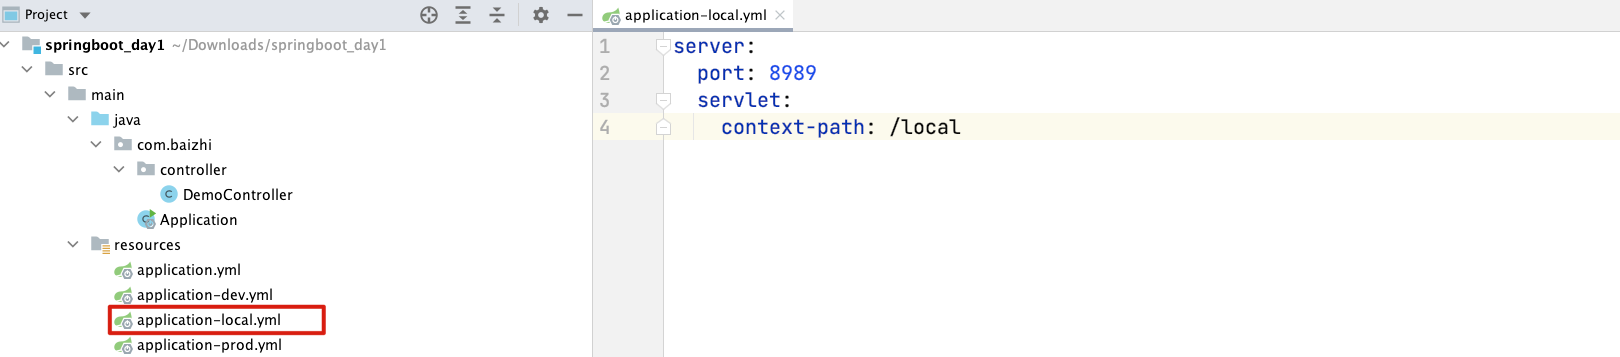 Project
springboot_day1 ~/Downloads/springboot_day1
src
main
java
com.baizhi
controller
C DemoController
Application
resources
application.yml
application-dev.yml
application-local.yml
application-prod.yml
application-local.yml
1 server:
2 port: 8989
3 servlet:
4 context-path: /local